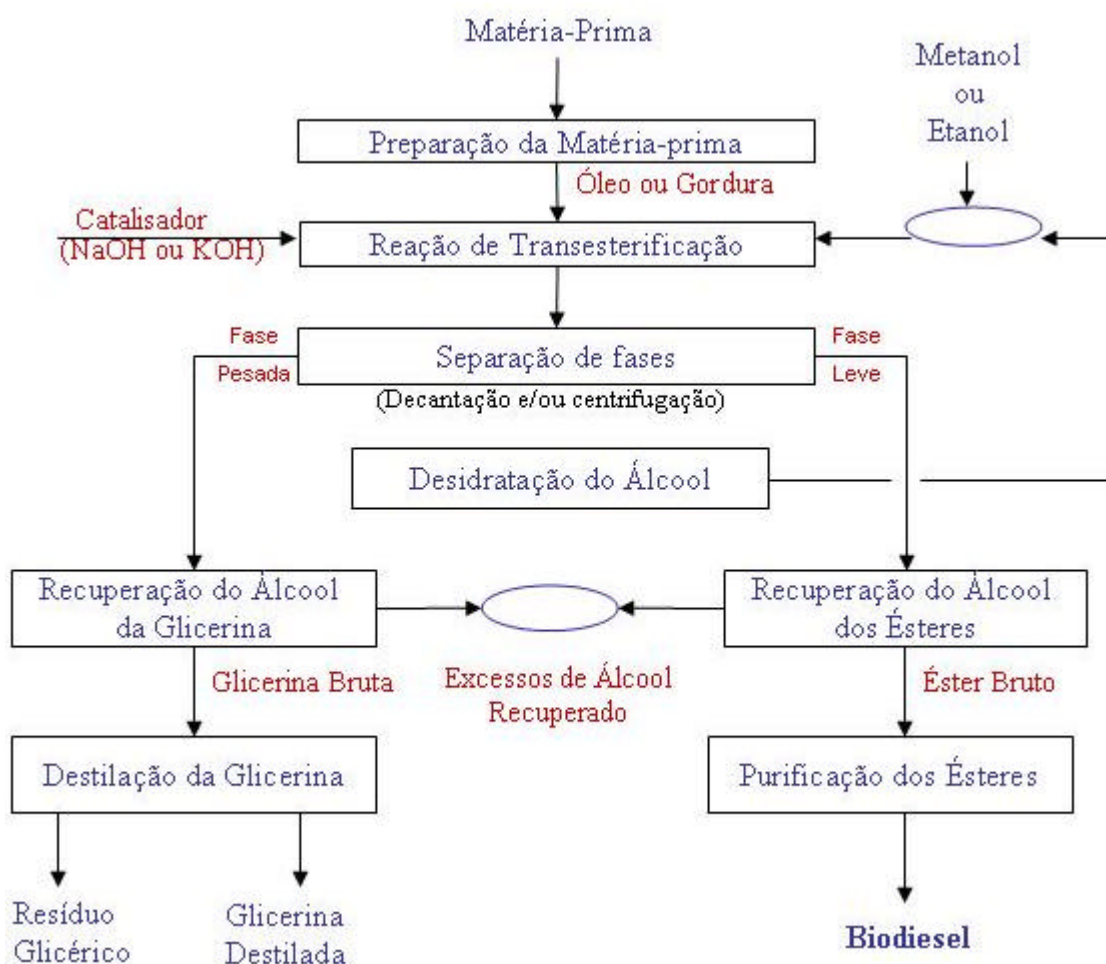 Matéria-Prima
Metanol
ou
Etanol
Preparação da Matéria-prima
Óleo ou Gordura
Catalisador
(NaOH ou KOH)
Reação de Transesterificação
Fase
Pesada
Separação de fases
(Decantação e/ou centrifugação)
Fase
Leve
Desidratação do Álcool
Recuperação do Álcool
da Glicerina
Recuperação do Álcool
dos Ésteres
Glicerina Bruta
Excessos de Álcool
Recuperado
Éster Bruto
Destilação da Glicerina
Purificação dos Ésteres
Resíduo
Glicérico
Glicerina
Destilada
Biodiesel